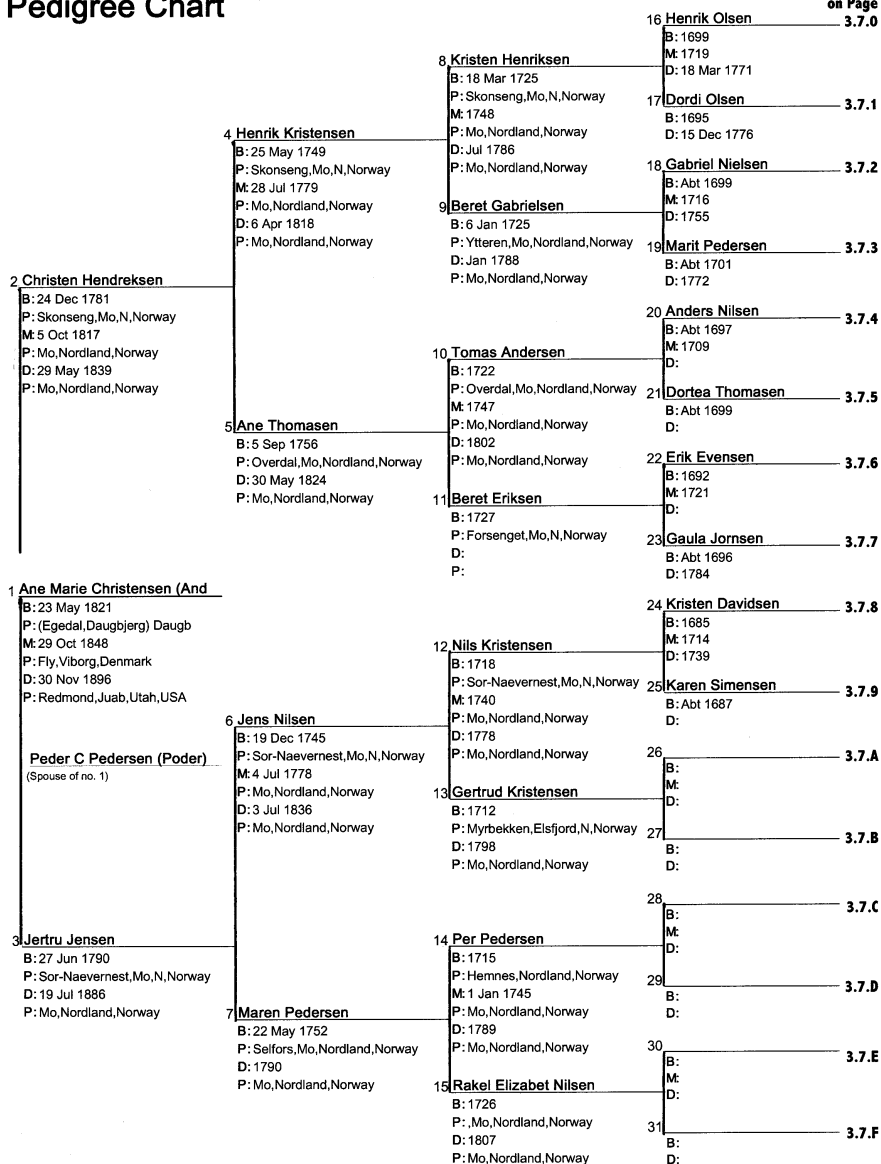 Pedigree Chart
on Page
16 Henrik Olsen 3.7.0
B: 1699
M: 1719
D: 18 Mar 1771
17 Dordi Olsen 3.7.1
B: 1695
D: 15 Dec 1776
8 Kristen Henriksen
B: 18 Mar 1725
P: Skonseng,Mo,N,Norway
M: 1748
P: Mo,Nordland,Norway
D: Jul 1786
P: Mo,Nordland,Norway
4 Henrik Kristensen
B: 25 May 1749
P: Skonseng,Mo,N,Norway
M: 28 Jul 1779
P: Mo,Nordland,Norway
D: 6 Apr 1818
P: Mo,Nordland,Norway
18 Gabriel Nielsen 3.7.2
B: Abt 1699
M: 1716
D: 1755
9 Beret Gabrielsen
B: 6 Jan 1725
P: Ytteren,Mo,Nordland,Norway
D: Jan 1788
P: Mo,Nordland,Norway
19 Marit Pedersen 3.7.3
B: Abt 1701
D: 1772
2 Christen Hendreksen
B: 24 Dec 1781
P: Skonseng,Mo,N,Norway
M: 5 Oct 1817
P: Mo,Nordland,Norway
D: 29 May 1839
P: Mo,Nordland,Norway
20 Anders Nilsen 3.7.4
B: Abt 1697
M: 1709
D:
10 Tomas Andersen
B: 1722
P: Overdal,Mo,Nordland,Norway
M: 1747
P: Mo,Nordland,Norway
D: 1802
P: Mo,Nordland,Norway
21 Dortea Thomasen 3.7.5
B: Abt 1699
D:
5 Ane Thomasen
B: 5 Sep 1756
P: Overdal,Mo,Nordland,Norway
D: 30 May 1824
P: Mo,Nordland,Norway
22 Erik Evensen 3.7.6
B: 1692
M: 1721
D:
11 Beret Eriksen
B: 1727
P: Forsenget,Mo,N,Norway
D:
P:
23 Gaula Jornsen 3.7.7
B: Abt 1696
D: 1784
1 Ane Marie Christensen (And
B: 23 May 1821
P: (Egedal,Daugbjerg) Daugb
M: 29 Oct 1848
P: Fly,Viborg,Denmark
D: 30 Nov 1896
P: Redmond,Juab,Utah,USA
24 Kristen Davidsen 3.7.8
B: 1685
M: 1714
D: 1739
12 Nils Kristensen
B: 1718
P: Sor-Naevernest,Mo,N,Norway
M: 1740
P: Mo,Nordland,Norway
D: 1778
P: Mo,Nordland,Norway
25 Karen Simensen 3.7.9
B: Abt 1687
D:
6 Jens Nilsen
B: 19 Dec 1745
P: Sor-Naevernest,Mo,N,Norway
M: 4 Jul 1778
P: Mo,Nordland,Norway
D: 3 Jul 1836
P: Mo,Nordland,Norway
Peder C Pedersen (Poder)
(Spouse of no. 1)
26 3.7.A
B:
M:
D:
13 Gertrud Kristensen
B: 1712
P: Myrbekken,Elsfjord,N,Norway
D: 1798
P: Mo,Nordland,Norway
27 3.7.B
B:
D:
28 3.7.C
B:
M:
D:
3 Jertru Jensen
B: 27 Jun 1790
P: Sor-Naevernest,Mo,N,Norway
D: 19 Jul 1886
P: Mo,Nordland,Norway
14 Per Pedersen
B: 1715
P: Hemnes,Nordland,Norway
M: 1 Jan 1745
P: Mo,Nordland,Norway
D: 1789
P: Mo,Nordland,Norway
29 3.7.D
B:
D:
7 Maren Pedersen
B: 22 May 1752
P: Selfors,Mo,Nordland,Norway
D: 1790
P: Mo,Nordland,Norway
30 3.7.E
B:
M:
D:
15 Rakel Elizabet Nilsen
B: 1726
P: ,Mo,Nordland,Norway
D: 1807
P: Mo,Nordland,Norway
31 3.7.F
B:
D: